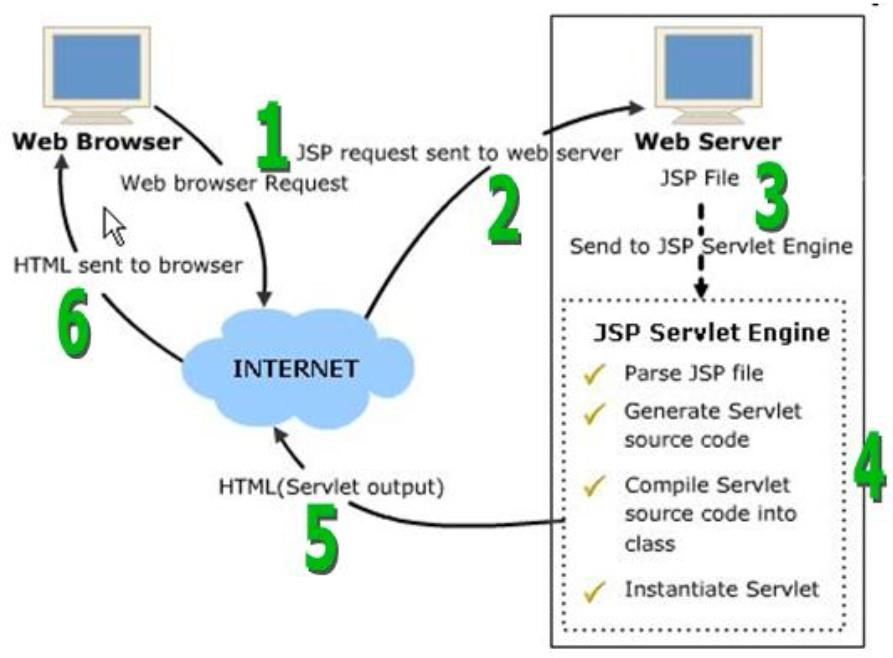 Web Browser
1
Web browser Request
JSP request sent to web server
2
Web Server
JSP File
3
Send to JSP Servlet Engine
JSP Servlet Engine
✓ Parse JSP file
✓ Generate Servlet
source code
✓ Compile Servlet
source code into
class
✓ Instantiate Servlet
4
HTML(Servlet output)
5
INTERNET
HTML sent to browser
6